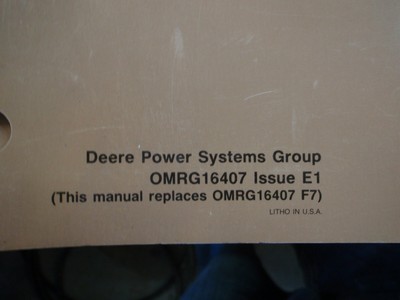 Deere Power Systems Group
OMRG16407 Issue E1
(This manual replaces OMRG16407 F7)
LITHO IN U.S.A.